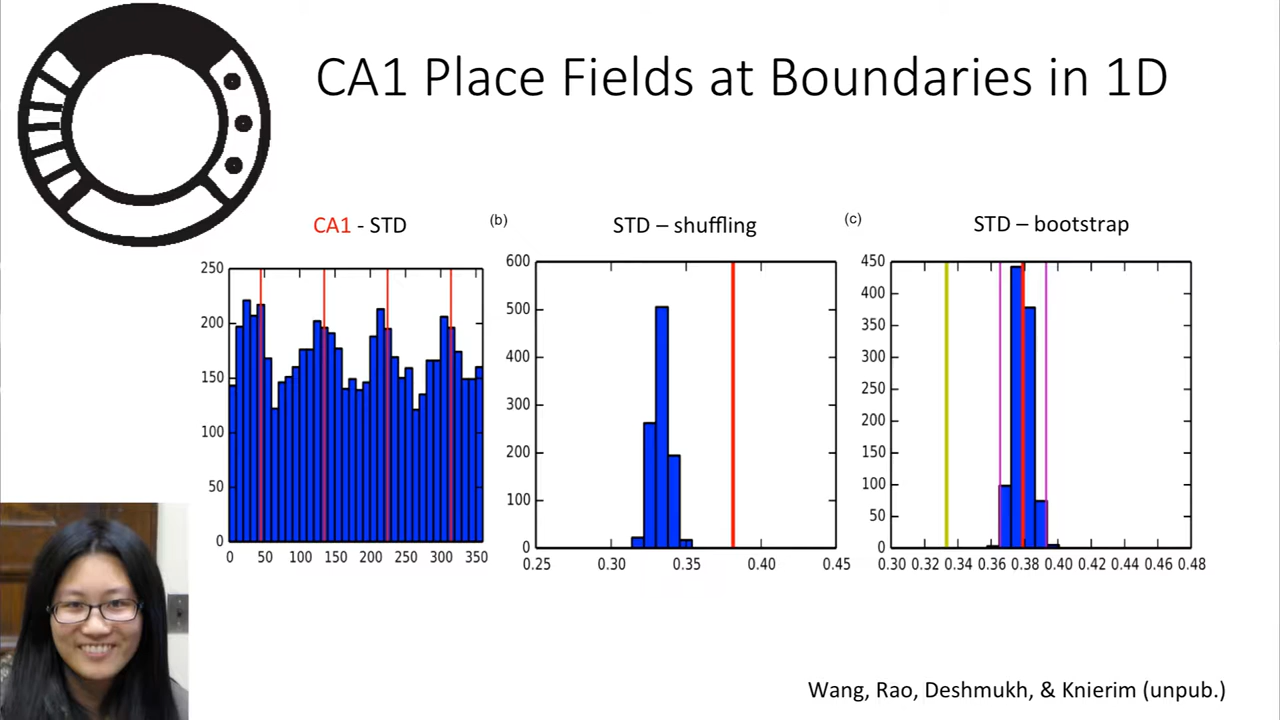 CA1 Place Fields at Boundaries in 1D
CA1 - STD
(b)
STD – shuffling
(c)
STD – bootstrap
250
200
150
100
50
0
0 50 100 150 200 250 300 350
600
500
400
300
200
100
0
0.25 0.30 0.35 0.40 0.45
450
400
350
300
250
200
150
100
50
0
0.30 0.32 0.34 0.36 0.38 0.40 0.42 0.44 0.46 0.48
Wang, Rao, Deshmukh, & Knierim (unpub.)